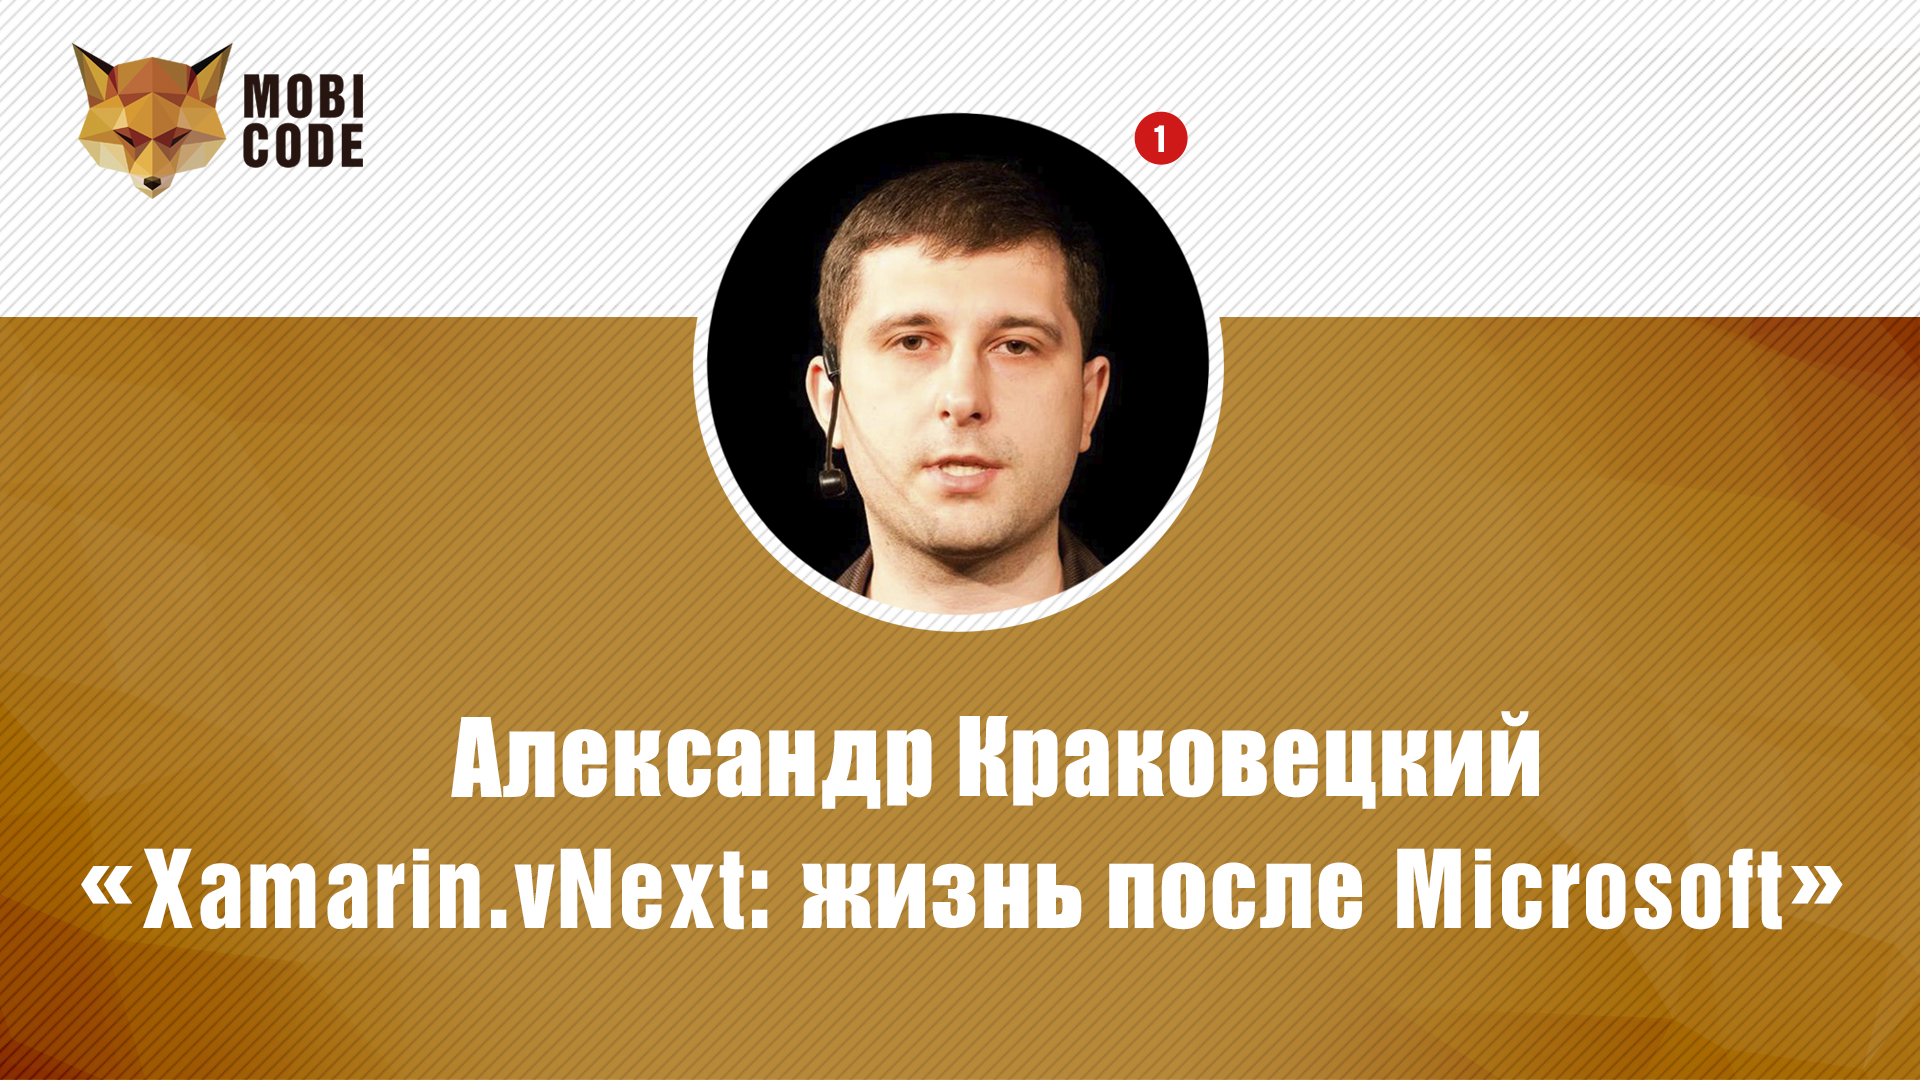 MOBI
CODE
1
Александр Краковецкий
«Xamarin.vNext: жизнь после Microsoft»